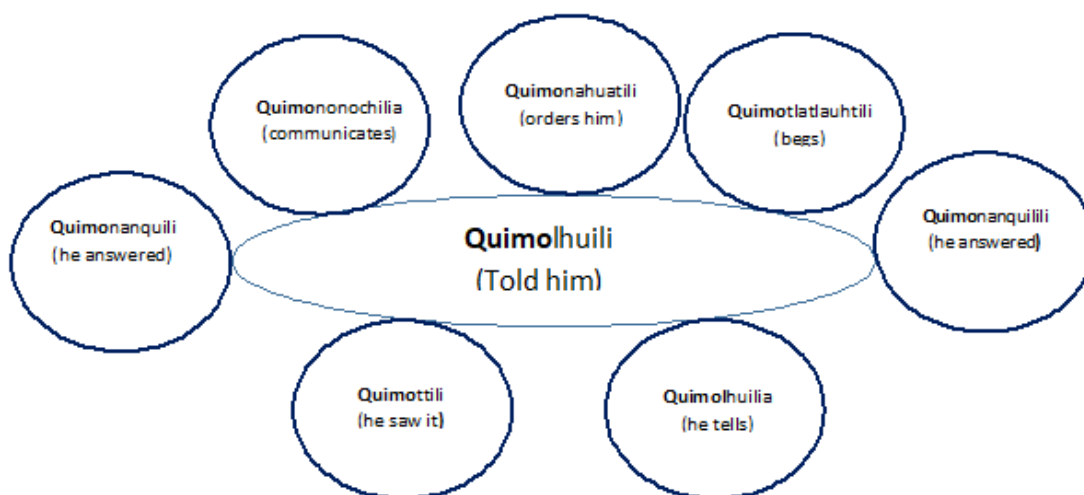 Quimononochilia
(communicates)
Quimonahuatili
(orders him)
Quimotlatlauhtili
(begs)
Quimonanquili
(he answered)
Quimolhuili
(Told him)
Quimonanquilili
(he answered)
Quimottili
(he saw it)
Quimolhuilia
(he tells)